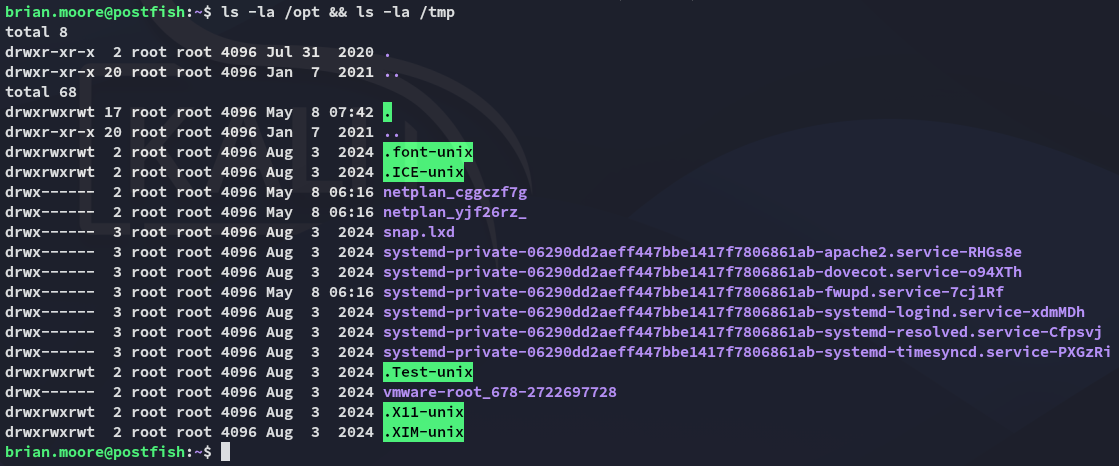 brian.moore@postfish:~$ ls -la /opt && ls -la /tmp
total 8
drwxr-xr-x  2 root root 4096 Jul 31  2020 .
drwxr-xr-x 20 root root 4096 Jan  7  2021 ..
total 68
drwxrwxrwt 17 root root 4096 May  8 07:42 .
drwxr-xr-x 20 root root 4096 Jan  7  2021 ..
drwxrwxrwt  2 root root 4096 Aug  3  2024 .font-unix
drwxrwxrwt  2 root root 4096 Aug  3  2024 .ICE-unix
drwx------  2 root root 4096 May  8 06:16 netplan_cggczf7g
drwx------  2 root root 4096 May  8 06:16 netplan_yjf26rz_
drwx------  3 root root 4096 Aug  3  2024 snap.lxd
drwx------  3 root root 4096 Aug  3  2024 systemd-private-06290dd2aeff447bbe1417f7806861ab-apache2.service-RHGs8e
drwx------  3 root root 4096 Aug  3  2024 systemd-private-06290dd2aeff447bbe1417f7806861ab-dovecot.service-o94XTh
drwx------  3 root root 4096 May  8 06:16 systemd-private-06290dd2aeff447bbe1417f7806861ab-fwupd.service-7cj1Rf
drwx------  3 root root 4096 Aug  3  2024 systemd-private-06290dd2aeff447bbe1417f7806861ab-systemd-logind.service-xdmMDh
drwx------  3 root root 4096 Aug  3  2024 systemd-private-06290dd2aeff447bbe1417f7806861ab-systemd-resolved.service-Cfpsvj
drwx------  3 root root 4096 Aug  3  2024 systemd-private-06290dd2aeff447bbe1417f7806861ab-systemd-timesyncd.service-PXGzRi
drwxrwxrwt  2 root root 4096 Aug  3  2024 .Test-unix
drwx------  2 root root 4096 Aug  3  2024 vmware-root_678-2722697728
drwxrwxrwt  2 root root 4096 Aug  3  2024 .X11-unix
drwxrwxrwt  2 root root 4096 Aug  3  2024 .XIM-unix
brian.moore@postfish:~$
KALI